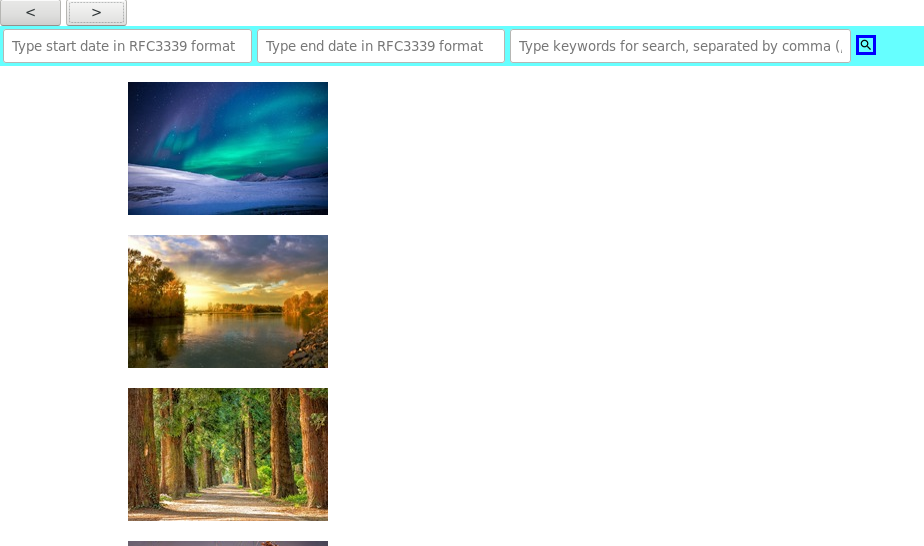 < >
Type start date in RFC3339 format Type end date in RFC3339 format Type keywords for search, separated by comma (,